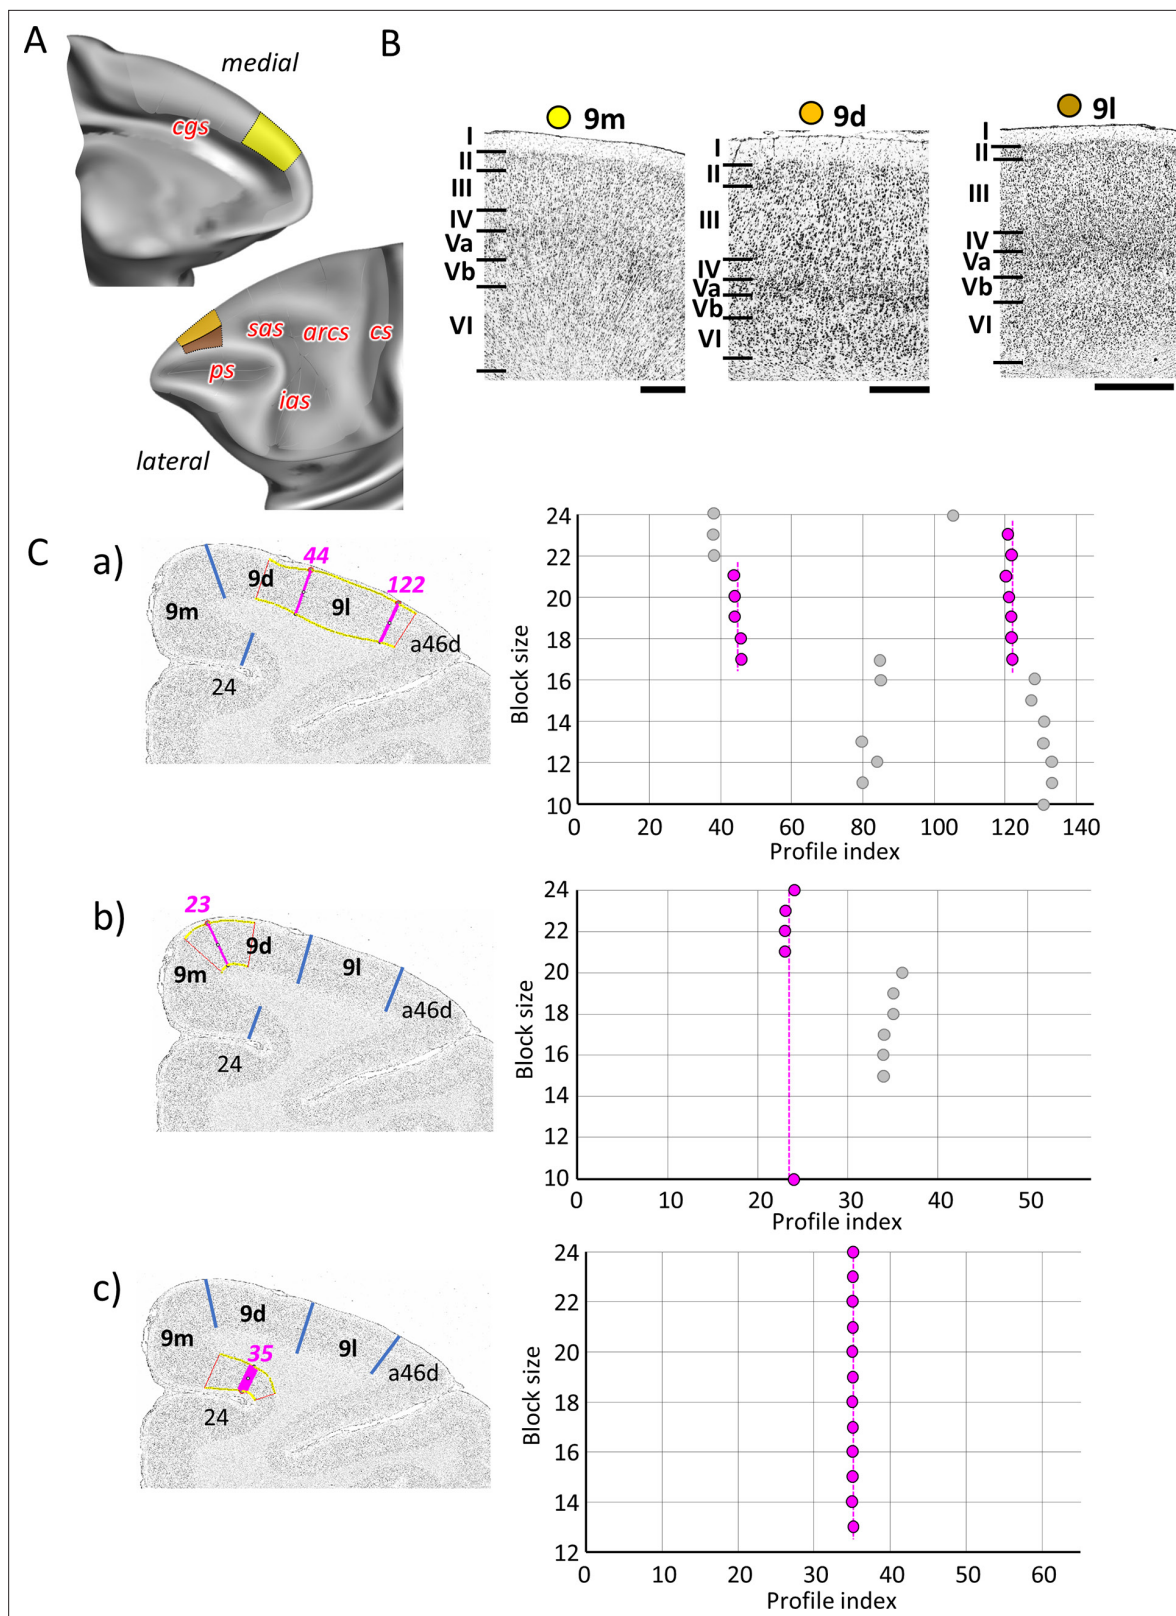 A
medial
cgs
sas
arcs
cs
ps
ias
lateral
B
9m
9d
9l
I
II
III
IV
Va
Vb
VI
I
II
III
IV
Va
Vb
VI
I
II
III
IV
Va
Vb
VI
C
a)
44
122
9d
9l
9m
a46d
24
Block size
24
22
20
18
16
14
12
10
0 20 40 60 80 100 120 140
Profile index
b)
23
9d
9m
9l
a46d
24
Block size
24
22
20
18
16
14
12
10
0 10 20 30 40 50
Profile index
c)
9d
9m
9l
35
a46d
24
Block size
24
22
20
18
16
14
12
0 10 20 30 40 50 60
Profile index